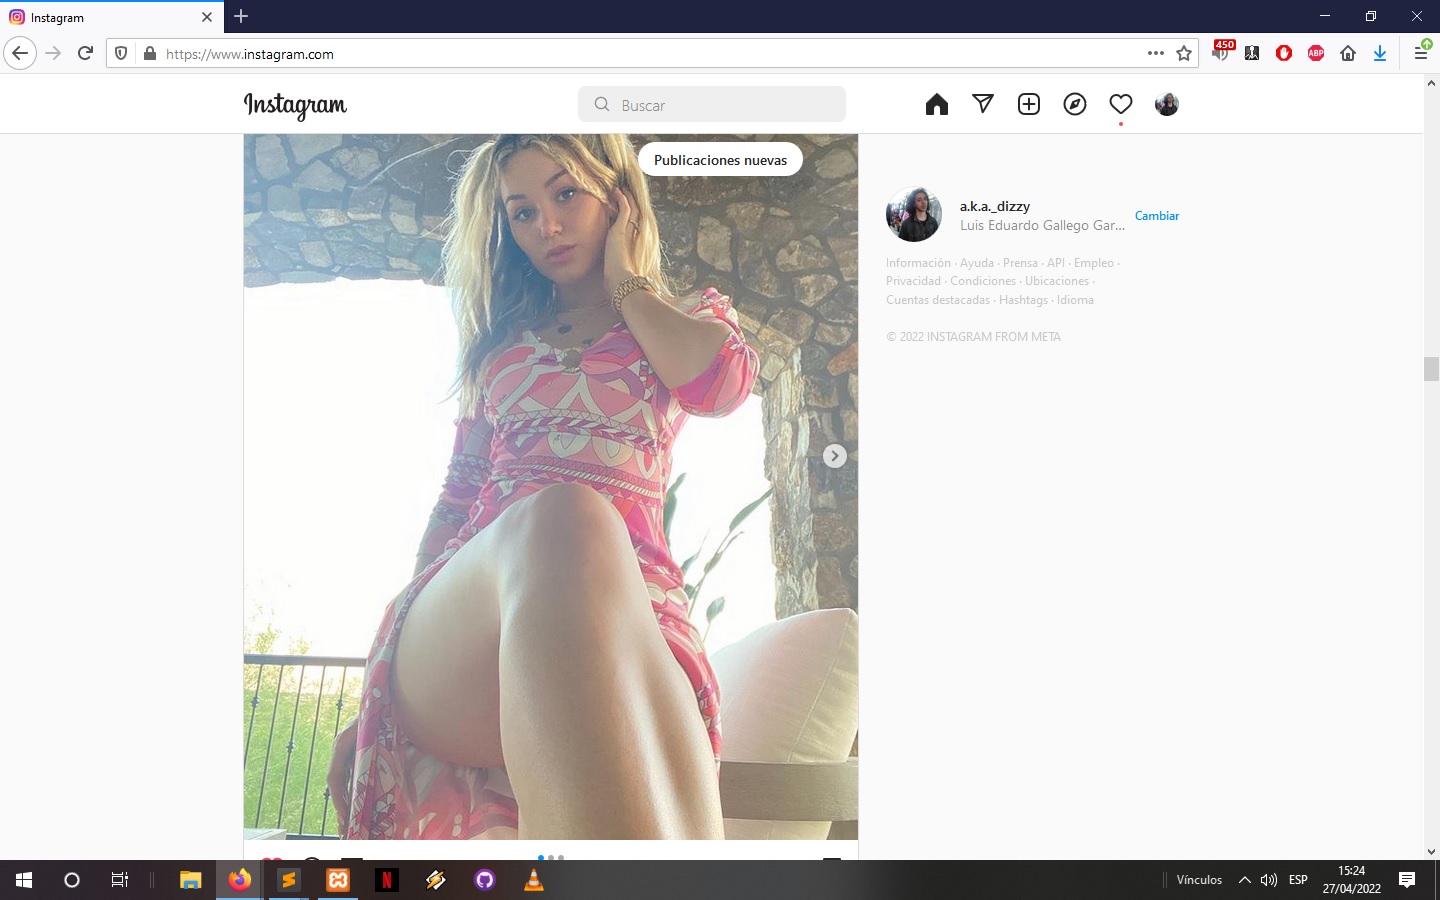 Instagram
https://www.instagram.com
450
ABP
Instagram
Buscar
Publicaciones nuevas
a.k.a._dizzy
Luis Eduardo Gallego Gar...
Cambiar
Información · Ayuda · Prensa · API · Empleo ·
Privacidad · Condiciones · Ubicaciones ·
Cuentas destacadas · Hashtags · Idioma
© 2022 INSTAGRAM FROM META
N
Vínculos
ESP
15:24
27/04/2022